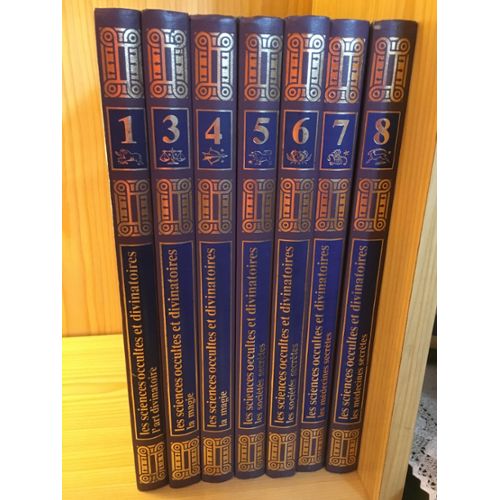 1
les sciences occultes et divinatoires
l'art divinatoire
3
les sciences occultes et divinatoires
la magie
4
les sciences occultes et divinatoires
la magie
5
les sciences occultes et divinatoires
les sociétés secrètes
6
les sciences occultes et divinatoires
les sociétés secrètes
7
les sciences occultes et divinatoires
les médecines secrètes
8
les sciences occultes et divinatoires
les médecines secrètes